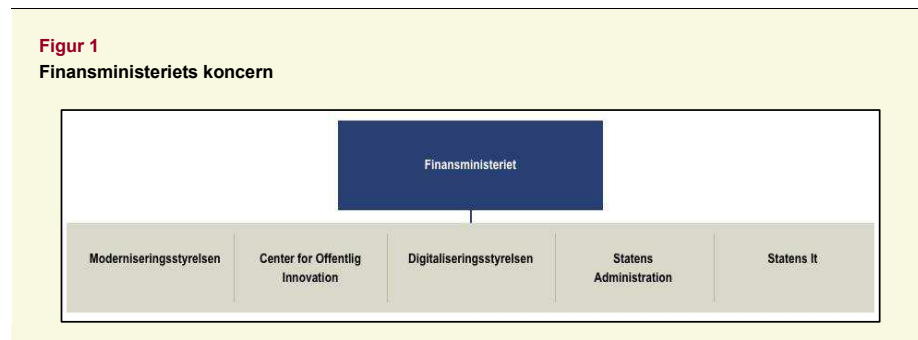 Figur 1
Finansministeriets koncern
Finansministeriet
Moderniseringsstyrelsen
Center for Offentlig
Innovation
Digitaliseringsstyrelsen
Statens
Administration
Statens It